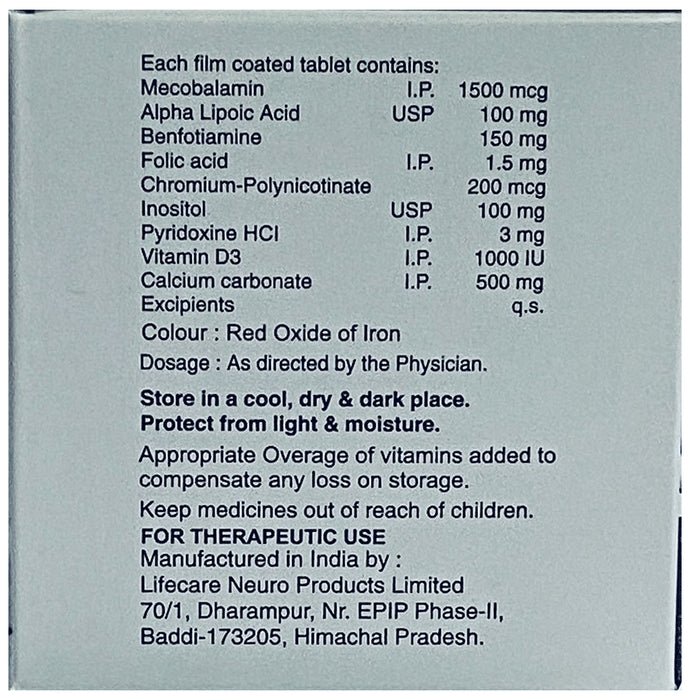 Each film coated tablet contains:
Mecobalamin I.P. 1500 mcg
Alpha Lipoic Acid USP 100 mg
Benfotiamine 150 mg
Folic acid I.P. 1.5 mg
Chromium-Polynicotinate 200 mcg
Inositol USP 100 mg
Pyridoxine HCl I.P. 3 mg
Vitamin D3 I.P. 1000 IU
Calcium carbonate I.P. 500 mg
Excipients q.s.
Colour : Red Oxide of Iron
Dosage : As directed by the Physician.
Store in a cool, dry & dark place.
Protect from light & moisture.
Appropriate Overage of vitamins added to
compensate any loss on storage.
Keep medicines out of reach of children.
FOR THERAPEUTIC USE
Manufactured in India by :
Lifecare Neuro Products Limited
70/1, Dharampur, Nr. EPIP Phase-II,
Baddi-173205, Himachal Pradesh.